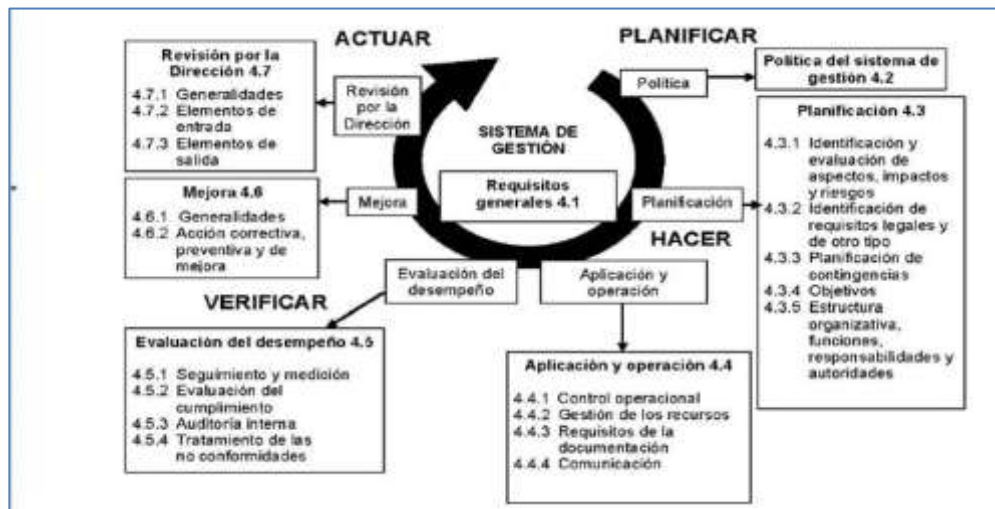 ACTUAR
PLANIFICAR
Revisión por la
Dirección 4.7
4.7.1 Generalidades
4.7.2 Elementos de
entrada
4.7.3 Elementos de
salida
Revisión
por la
Dirección
Política
Política del sistema de
gestión 4.2
SISTEMA DE
GESTIÓN
Requisitos
generales 4.1
Planificación 4.3
4.3.1 Identificación y
evaluación de
aspectos, impactos
y riesgos
4.3.2 Identificación de
requisitos legales y
de otro tipo
4.3.3 Planificación de
contingencias
4.3.4 Objetivos
4.3.5 Estructura
organizativa,
funciones,
responsabilidades y
autoridades
Mejora 4.6
4.6.1 Generalidades
4.6.2 Acción correctiva,
preventiva y de
mejora
Mejora
Planificación
HACER
Evaluación del
desempeño
Aplicación y
operación
VERIFICAR
Evaluación del desempeño 4.5
4.5.1 Seguimiento y medición
4.5.2 Evaluación del
cumplimiento
4.5.3 Auditoría interna
4.5.4 Tratamiento de las
no conformidades
Aplicación y operación 4.4
4.4.1 Control operacional
4.4.2 Gestión de los recursos
4.4.3 Requisitos de la
documentación
4.4.4 Comunicación